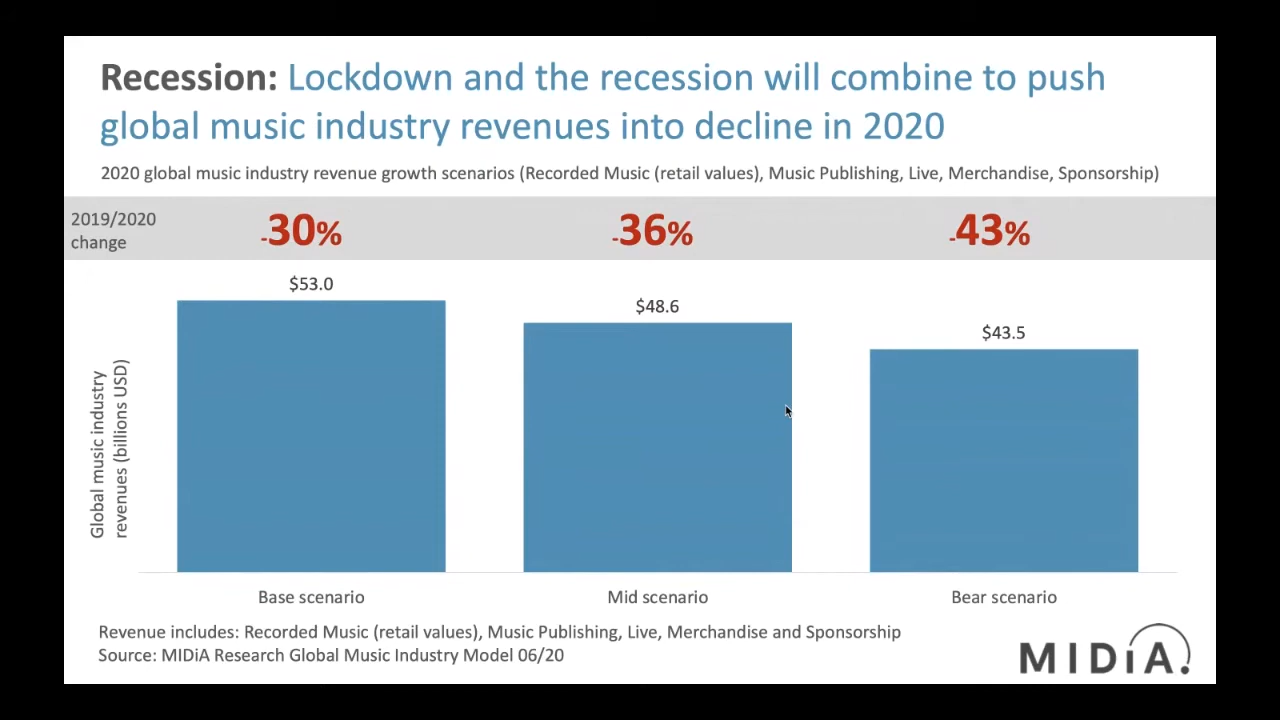 Recession: Lockdown and the recession will combine to push
global music industry revenues into decline in 2020
2020 global music industry revenue growth scenarios (Recorded Music (retail values), Music Publishing, Live, Merchandise, Sponsorship)
2019/2020
change
-30%
-36%
-43%
$53.0
$48.6
$43.5
Global music industry
revenues (billions USD)
Base scenario
Mid scenario
Bear scenario
Revenue includes: Recorded Music (retail values), Music Publishing, Live, Merchandise and Sponsorship
Source: MIDiA Research Global Music Industry Model 06/20
MIDiA.